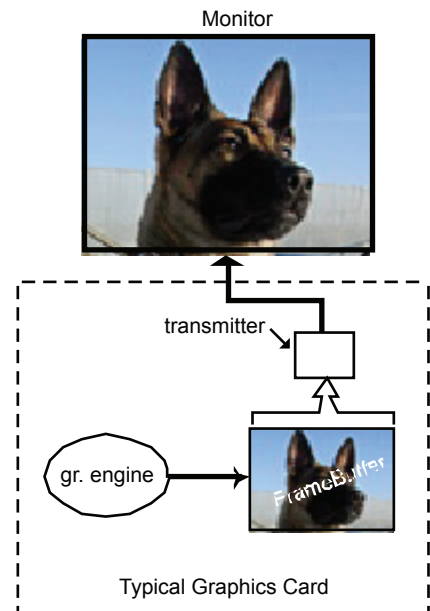 Monitor
transmitter
gr. engine
FrameBuffer
Typical Graphics Card